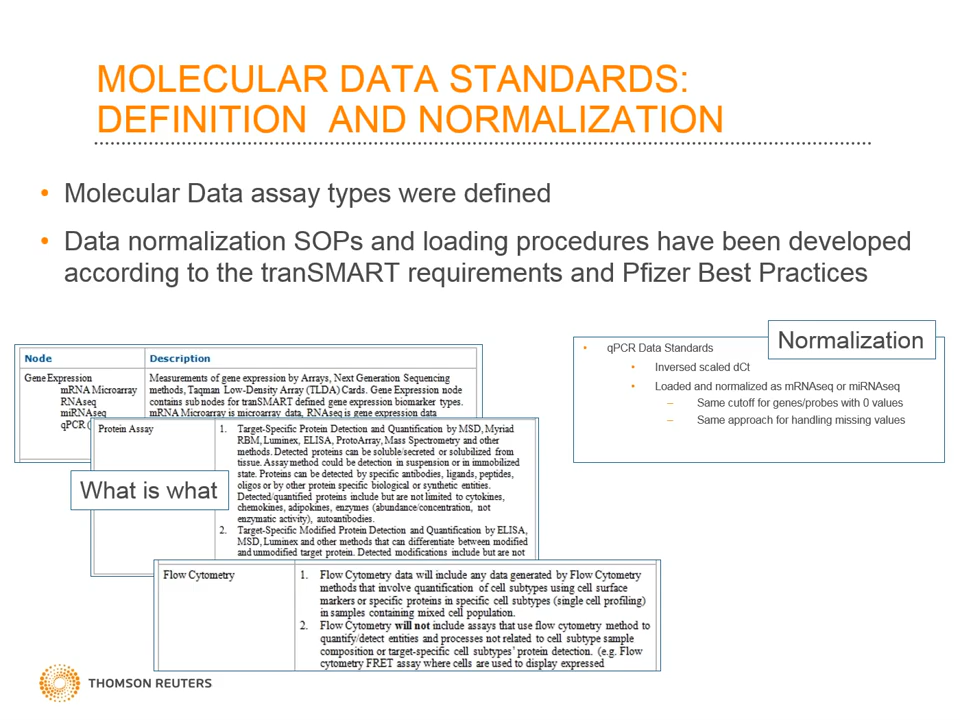 MOLECULAR DATA STANDARDS:
DEFINITION AND NORMALIZATION
• Molecular Data assay types were defined
• Data normalization SOPs and loading procedures have been developed
according to the tranSMART requirements and Pfizer Best Practices
Node Description
Gene Expression
mRNA Microarray
RNAseq
miRNAseq
qPCR (
Measurements of gene expression by Arrays, Next Generation Sequencing
methods, Taqman Low-Density Array (TLDA) Cards. Gene Expression node
contains sub nodes for tranSMART defined gene expression biomarker types.
mRNA Microarray is microarray data, RNAseq is gene expression data
Protein Assay
1. Target-Specific Protein Detection and Quantification by MSD, Myriad
RBM, Luminex, ELISA, ProtoArray, Mass Spectrometry and other
methods. Detected proteins can be soluble/secreted or solubilized from
tissue. Assay method could be detection in suspension or in immobilized
state. Proteins can be detected by specific antibodies, ligands, peptides,
oligos or by other protein specific biological or synthetic entities.
Detected/quantified proteins include but are not limited to cytokines,
chemokines, adipokines, enzymes (abundance/concentration, not
enzymatic activity), autoantibodies.
2. Target-Specific Modified Protein Detection and Quantification by ELISA,
MSD, Luminex and other methods that can differentiate between modified
and unmodified target protein. Detected modifications include but are not
What is what
Flow Cytometry
1. Flow Cytometry data will include any data generated by Flow Cytometry
methods that involve quantification of cell subtypes using cell surface
markers or specific proteins in specific cell subtypes (single cell profiling)
in samples containing mixed cell population.
2. Flow Cytometry will not include assays that use flow cytometry method to
quantify/detect entities and processes not related to cell subtype sample
composition or target-specific cell subtypes' protein detection. (e.g. Flow
cytometry FRET assay where cells are used to display expressed
Normalization
• qPCR Data Standards
• Inversed scaled dCt
• Loaded and normalized as mRNAseq or miRNAseq
– Same cutoff for genes/probes with 0 values
– Same approach for handling missing values
THOMSON REUTERS